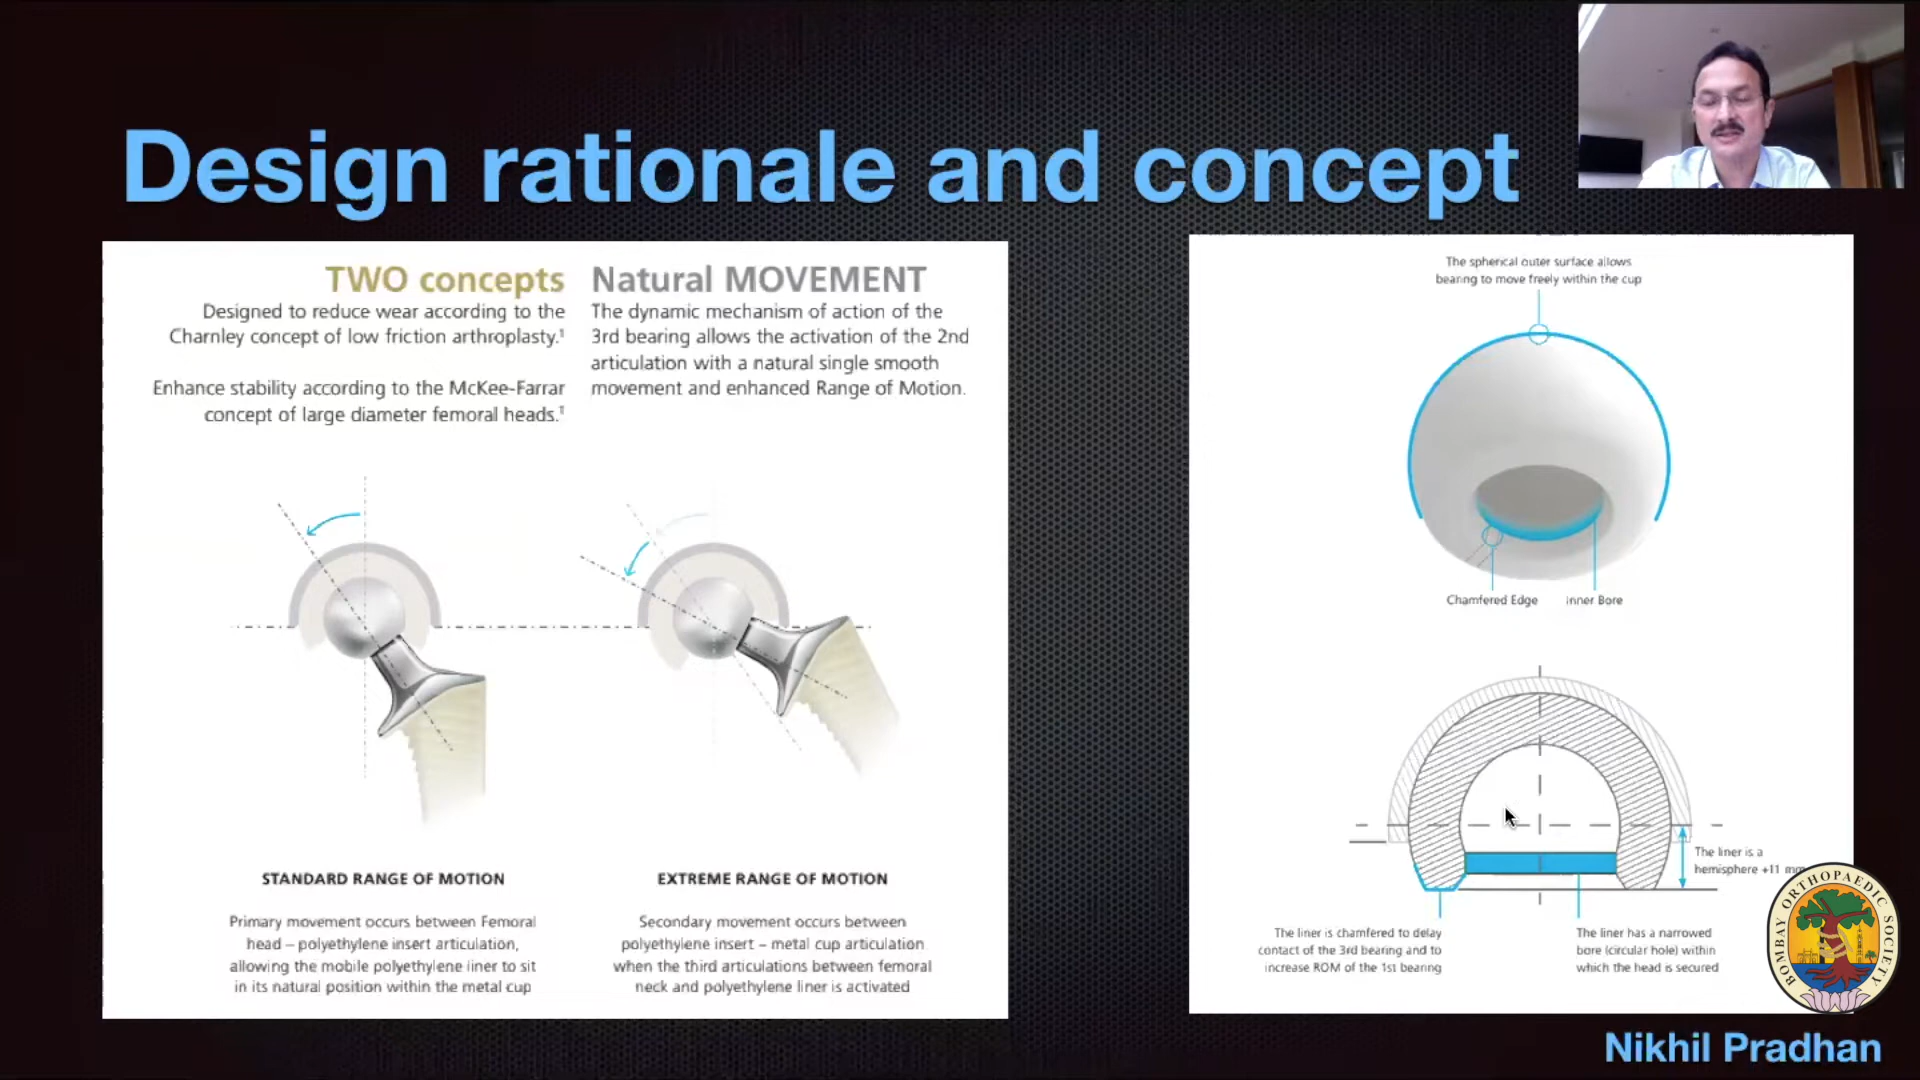 Design rationale and concept
TWO concepts
Designed to reduce wear according to the
Charnley concept of low friction arthroplasty.¹
Enhance stability according to the McKee-Farrar
concept of large diameter femoral heads.¹
Natural MOVEMENT
The dynamic mechanism of action of the
3rd bearing allows the activation of the 2nd
articulation with a natural single smooth
movement and enhanced Range of Motion.
STANDARD RANGE OF MOTION
Primary movement occurs between Femoral
head – polyethylene insert articulation,
allowing the mobile polyethylene liner to sit
in its natural position within the metal cup
EXTREME RANGE OF MOTION
Secondary movement occurs between
polyethylene insert – metal cup articulation
when the third articulations between femoral
neck and polyethylene liner is activated
The spherical outer surface allows
bearing to move freely within the cup
Chamfered Edge
Inner Bore
The liner is a
hemisphere +11 mm
The liner is chamfered to delay
contact of the 3rd bearing and to
increase ROM of the 1st bearing
The liner has a narrowed
bore (circular hole) within
which the head is secured
BOMBAY ORTHOPAEDIC SOCIETY
Nikhil Pradhan